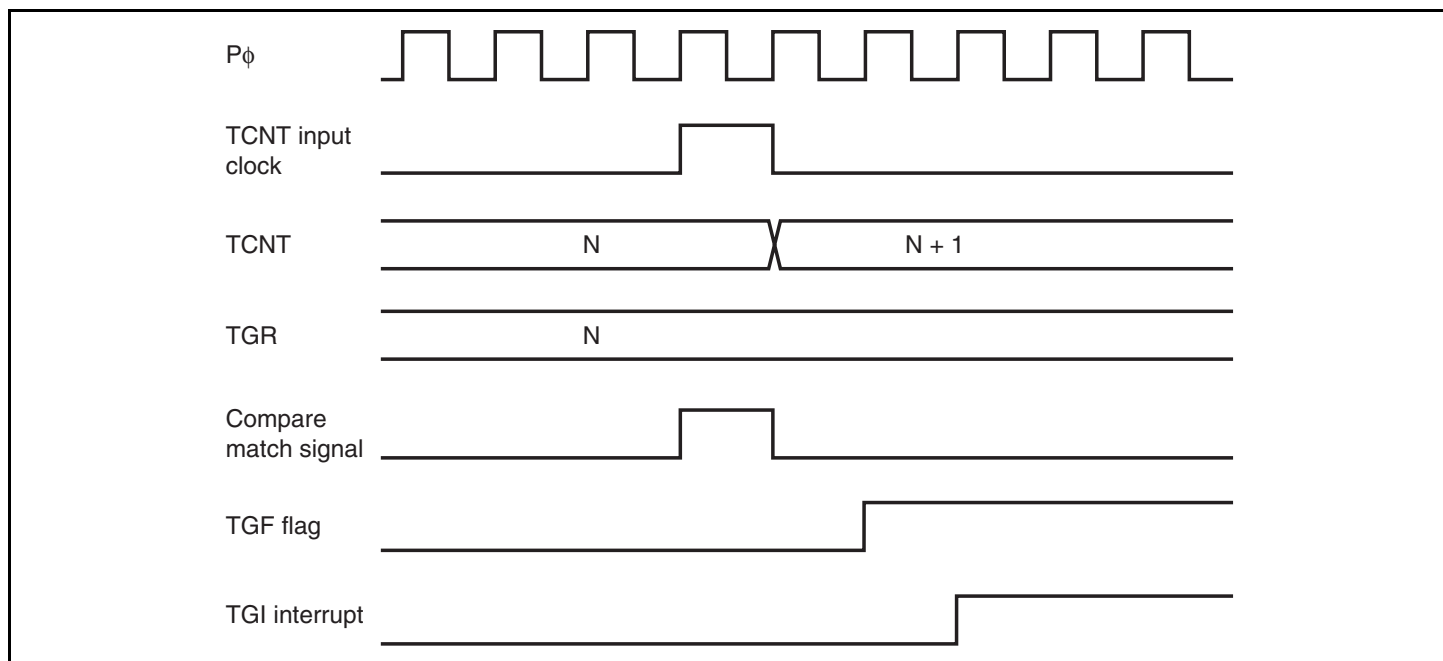 Pϕ
TCNT input
clock
TCNT
N
N + 1
TGR
N
Compare
match signal
TGF flag
TGI interrupt